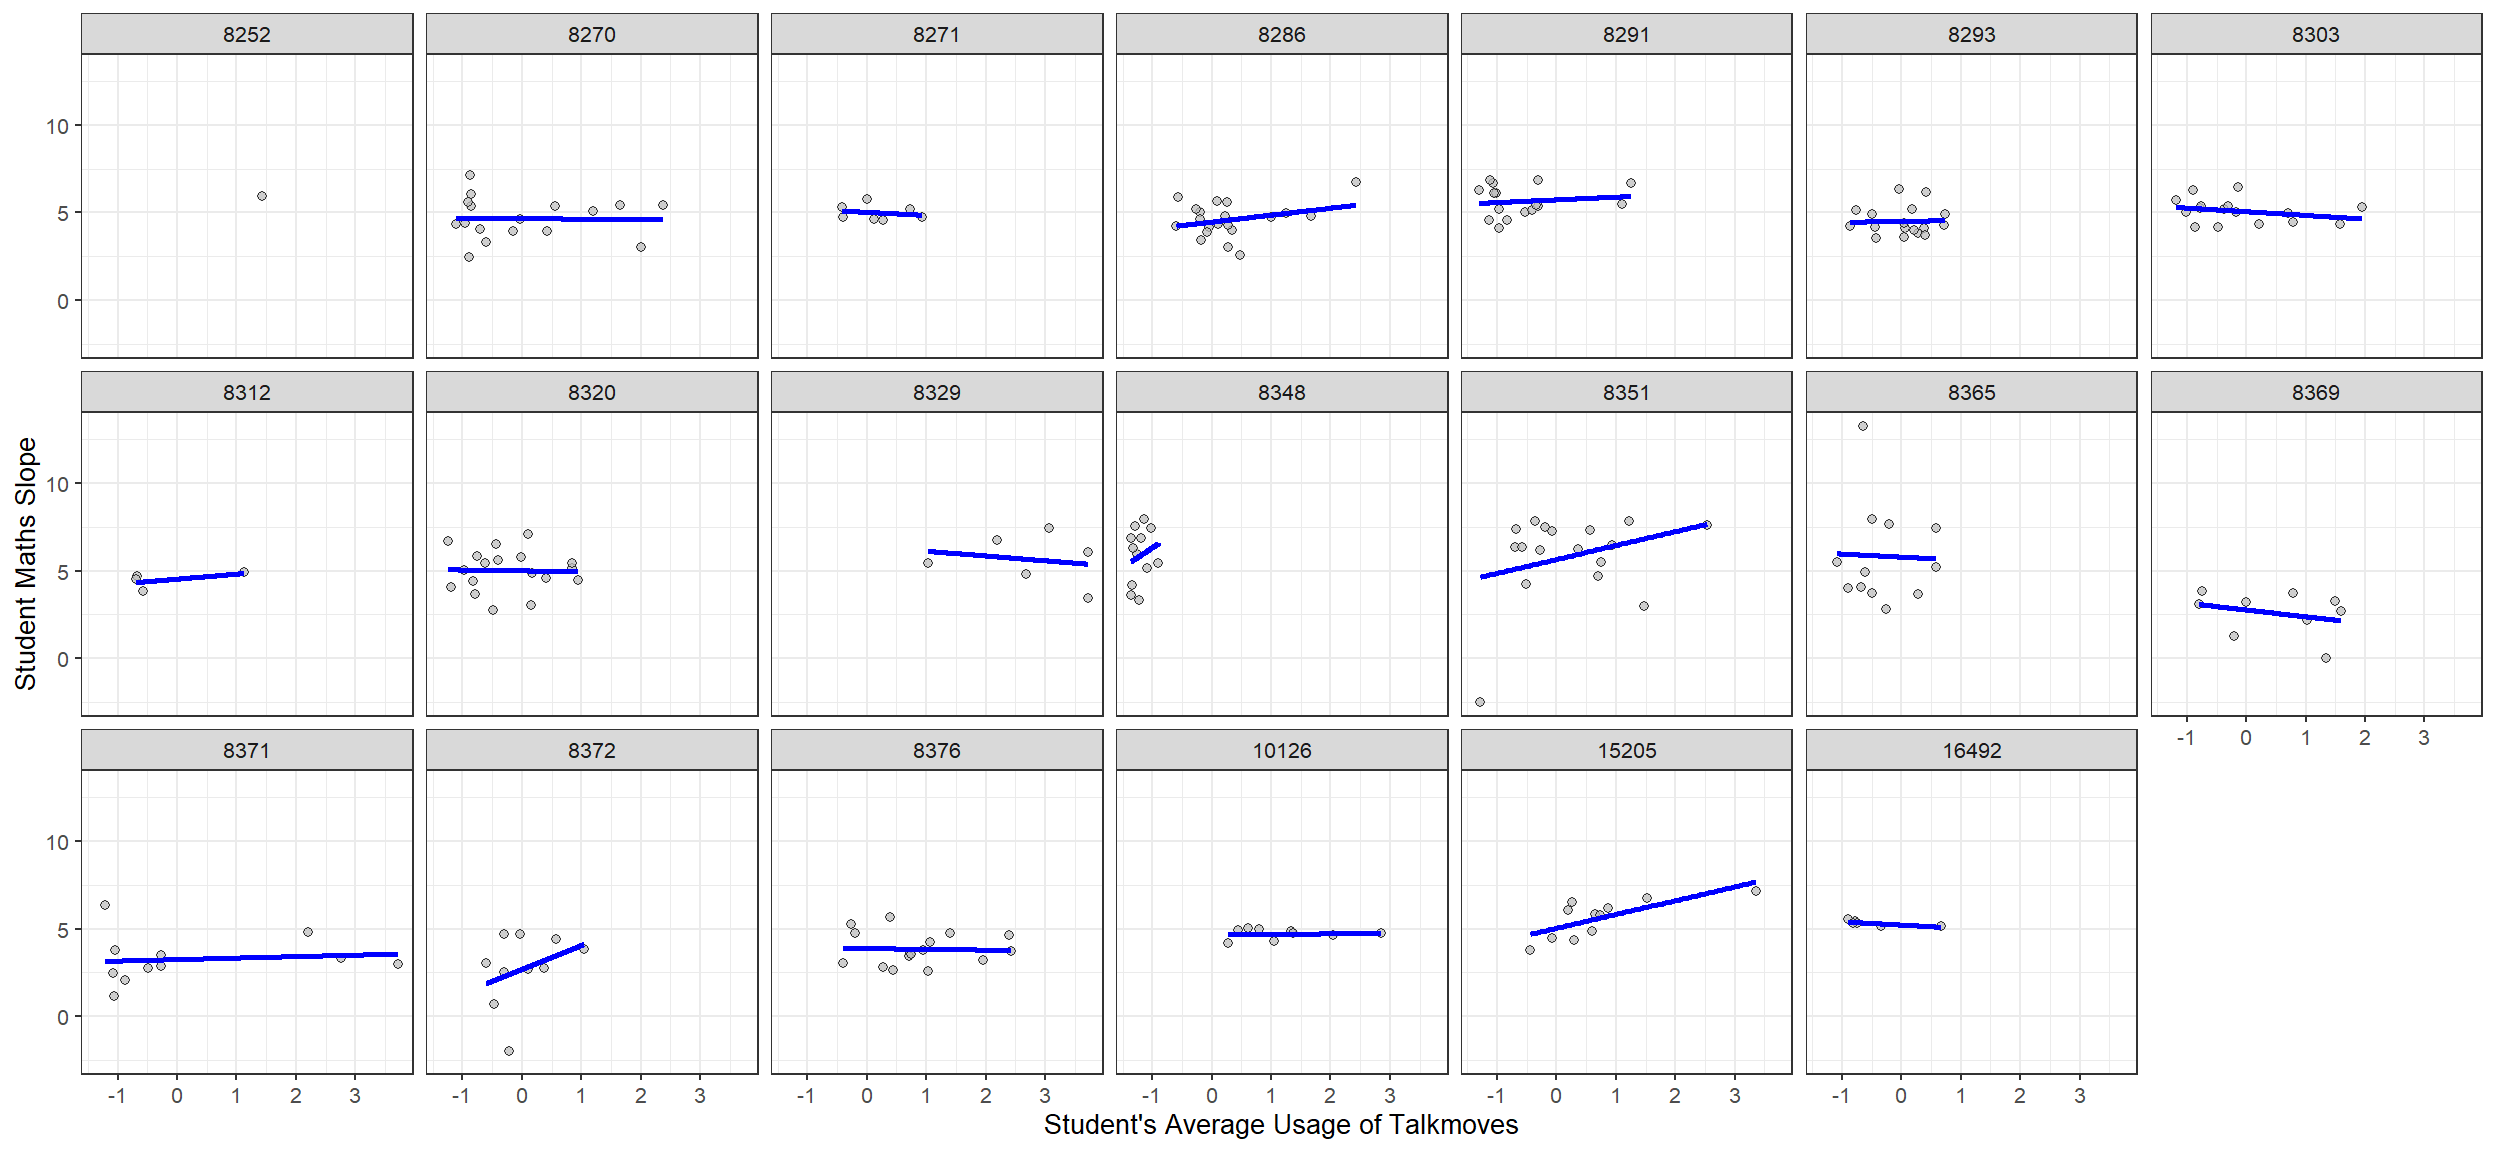 8252 8270 8271 8286 8291 8293 8303
10
5
0
8312 8320 8329 8348 8351 8365 8369
10
5
0
-1 0 1 2 3
8371 8372 8376 10126 15205 16492
10
5
0
-1 0 1 2 3 -1 0 1 2 3 -1 0 1 2 3 -1 0 1 2 3 -1 0 1 2 3 -1 0 1 2 3
Student's Average Usage of Talkmoves
Student Maths Slope